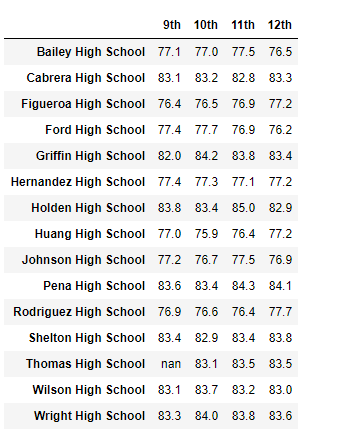 9th 10th 11th 12th
Bailey High School 77.1 77.0 77.5 76.5
Cabrera High School 83.1 83.2 82.8 83.3
Figueroa High School 76.4 76.5 76.9 77.2
Ford High School 77.4 77.7 76.9 76.2
Griffin High School 82.0 84.2 83.8 83.4
Hernandez High School 77.4 77.3 77.1 77.2
Holden High School 83.8 83.4 85.0 82.9
Huang High School 77.0 75.9 76.4 77.2
Johnson High School 77.2 76.7 77.5 76.9
Pena High School 83.6 83.4 84.3 84.1
Rodriguez High School 76.9 76.6 76.4 77.7
Shelton High School 83.4 82.9 83.4 83.8
Thomas High School nan 83.1 83.5 83.5
Wilson High School 83.1 83.7 83.2 83.0
Wright High School 83.3 84.0 83.8 83.6